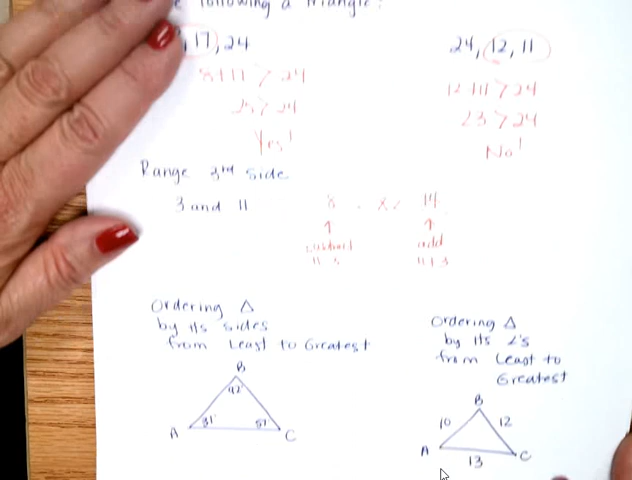 following a triangle?
, 17, 24
8+17 > 24
25 > 24
Yes!
24, 12, 11
12+11 > 24
23 > 24
No!
Range 3rd side
3 and 11
8 < x < 14
↑ ↑
subtract add
11-3 11+3
Ordering △
by its sides
from Least to Greatest
B
92°
31° 57°
A C
Ordering △
by its ∠'s
from Least to
Greatest
B
10 12
A C
13